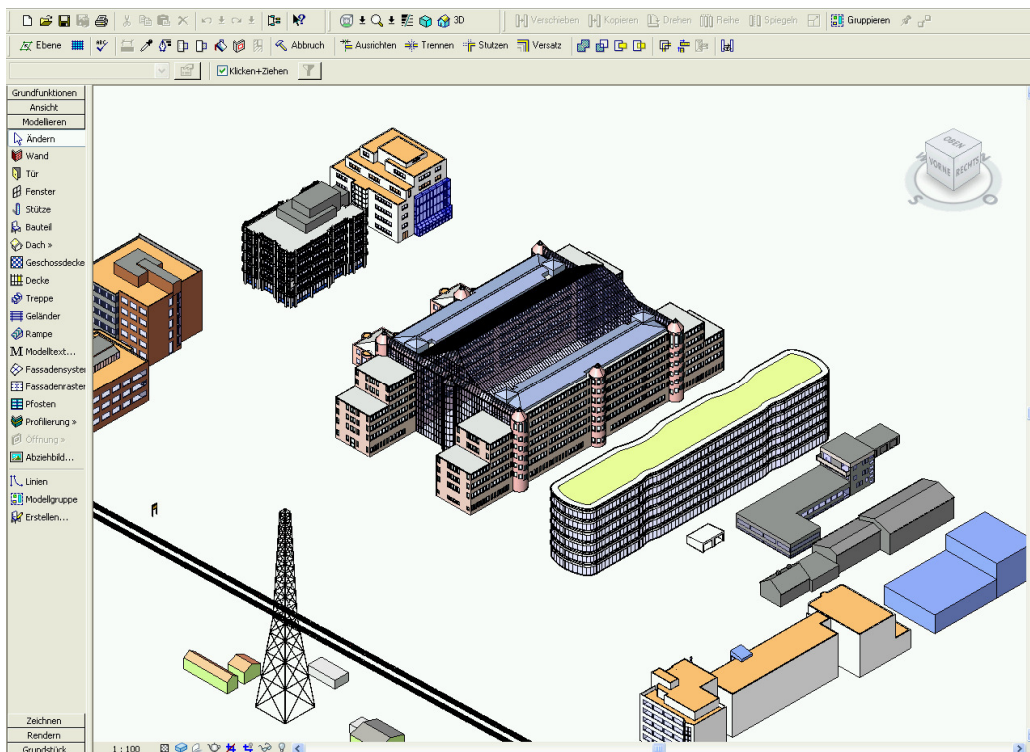 3D Verschieben Kopieren Drehen Reihe Spiegeln Gruppieren
Ebene Abbruch Ausrichten Trennen Stutzen Versatz
Klicken+Ziehen
Grundfunktionen
Ansicht
Modellieren
Ändern
Wand
Tür
Fenster
Stütze
Bauteil
Dach »
Geschossdecke
Decke
Treppe
Geländer
Rampe
Modelltext...
Fassadensyste
Fassadenraster
Pfosten
Profilierung »
Öffnung »
Abziehbild...
Linien
Modellgruppe
Erstellen...
OBEN
VORNE RECHTS
S O
Zeichnen
Rendern
Grundstück
1 : 100